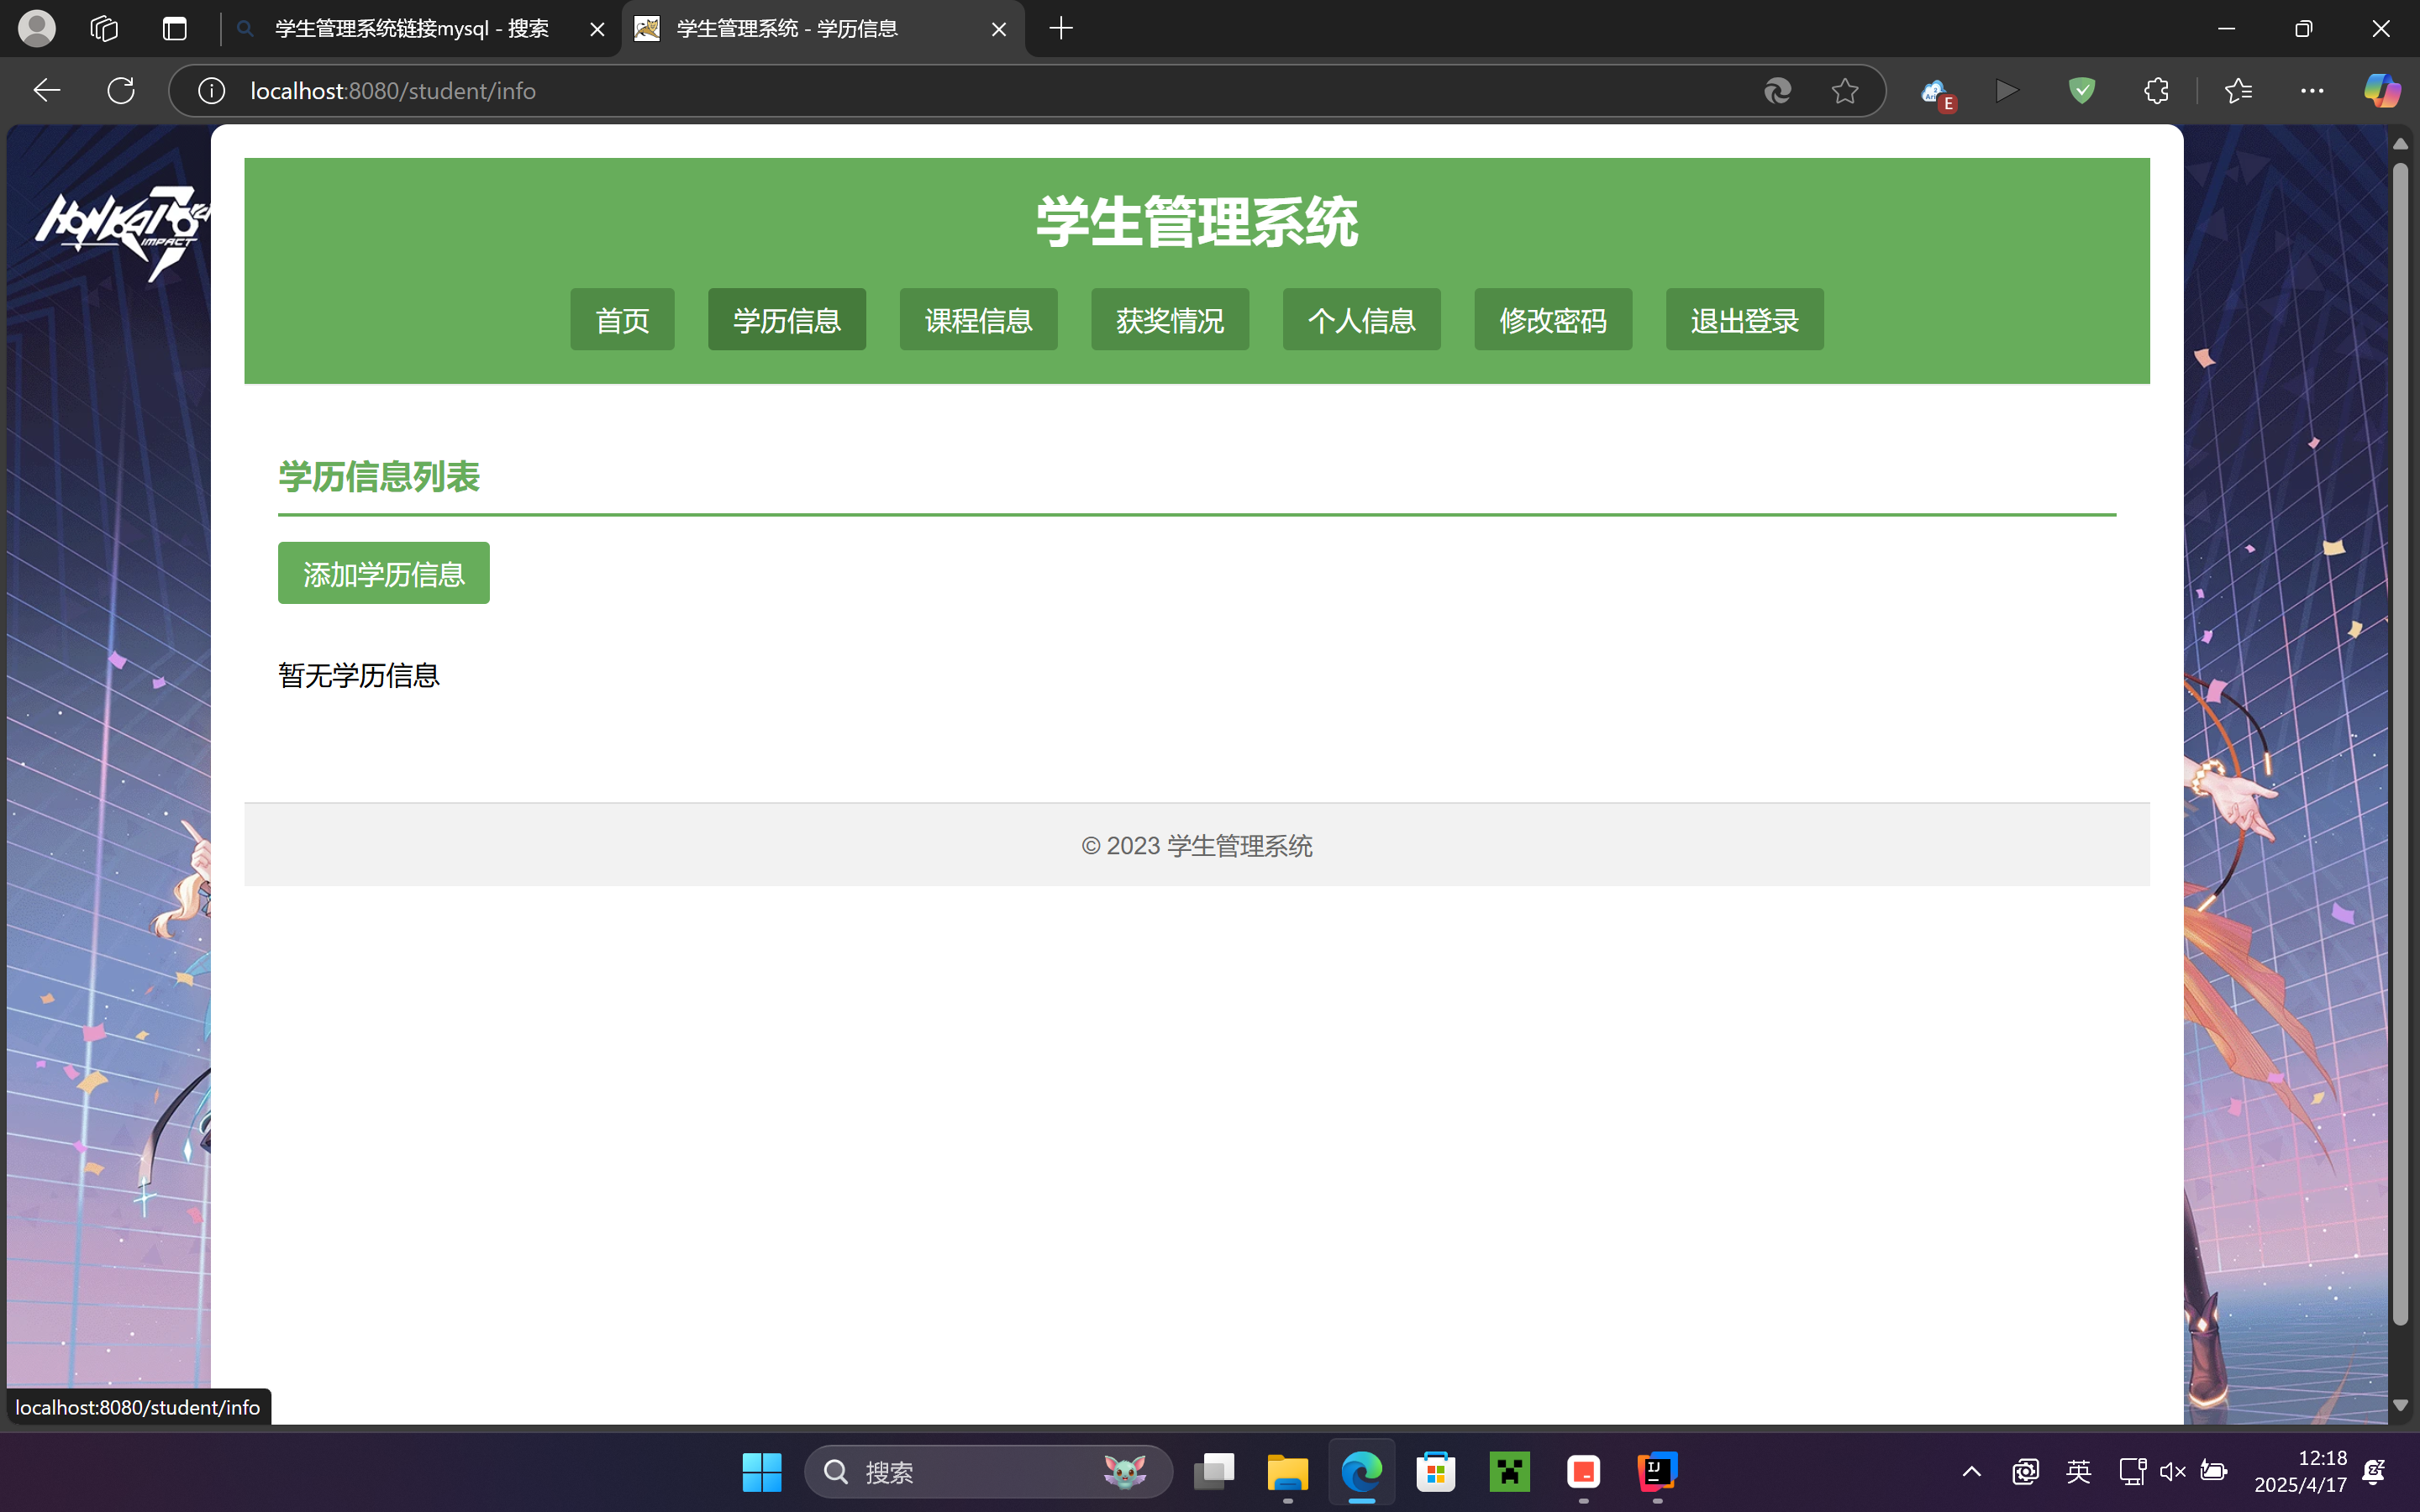 学生管理系统链接mysql - 搜索
学生管理系统 - 学历信息
localhost:8080/student/info
E
HONKAI 3rd
IMPACT
学生管理系统
首页 学历信息 课程信息 获奖情况 个人信息 修改密码 退出登录
学历信息列表
添加学历信息
暂无学历信息
© 2023 学生管理系统
localhost:8080/student/info
搜索
IJ
英
12:18
2025/4/17